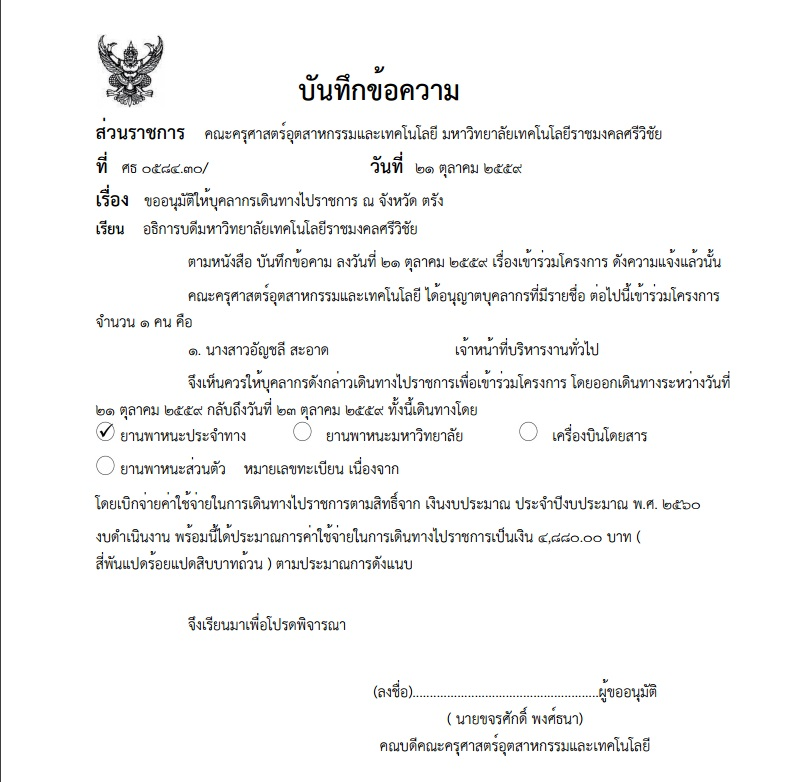 บันทึกข้อความ
ส่วนราชการ คณะครุศาสตร์อุตสาหกรรมและเทคโนโลยี มหาวิทยาลัยเทคโนโลยีราชมงคลศรีวิชัย
ที่ ศธ ๐๕๘๔.๓๐/ วันที่ ๒๑ ตุลาคม ๒๕๕๙
เรื่อง ขออนุมัติให้บุคลากรเดินทางไปราชการ ณ จังหวัด ตรัง
เรียน อธิการบดีมหาวิทยาลัยเทคโนโลยีราชมงคลศรีวิชัย
ตามหนังสือ บันทึกข้อคาม ลงวันที่ ๒๑ ตุลาคม ๒๕๕๙ เรื่องเข้าร่วมโครงการ ดังความแจ้งแล้วนั้น
คณะครุศาสตร์อุตสาหกรรมและเทคโนโลยี ได้อนุญาตบุคลากรที่มีรายชื่อ ต่อไปนี้เข้าร่วมโครงการ
จำนวน ๑ คน คือ
๑. นางสาวอัญชลี สะอาด เจ้าหน้าที่บริหารงานทั่วไป
จึงเห็นควรให้บุคลากรดังกล่าวเดินทางไปราชการเพื่อเข้าร่วมโครงการ โดยออกเดินทางระหว่างวันที่
๒๑ ตุลาคม ๒๕๕๙ กลับถึงวันที่ ๒๓ ตุลาคม ๒๕๕๙ ทั้งนี้เดินทางโดย
ยานพาหนะประจำทาง ยานพาหนะมหาวิทยาลัย เครื่องบินโดยสาร
ยานพาหนะส่วนตัว หมายเลขทะเบียน เนื่องจาก
โดยเบิกจ่ายค่าใช้จ่ายในการเดินทางไปราชการตามสิทธิ์จาก เงินงบประมาณ ประจำปีงบประมาณ พ.ศ. ๒๕๖๐
งบดำเนินงาน พร้อมนี้ได้ประมาณการค่าใช้จ่ายในการเดินทางไปราชการเป็นเงิน ๔,๘๘๐.๐๐ บาท (
สี่พันแปดร้อยแปดสิบบาทถ้วน ) ตามประมาณการดังแนบ
จึงเรียนมาเพื่อโปรดพิจารณา
(ลงชื่อ)......................................................ผู้ขออนุมัติ
( นายขจรศักดิ์ พงศ์ธนา)
คณบดีคณะครุศาสตร์อุตสาหกรรมและเทคโนโลยี